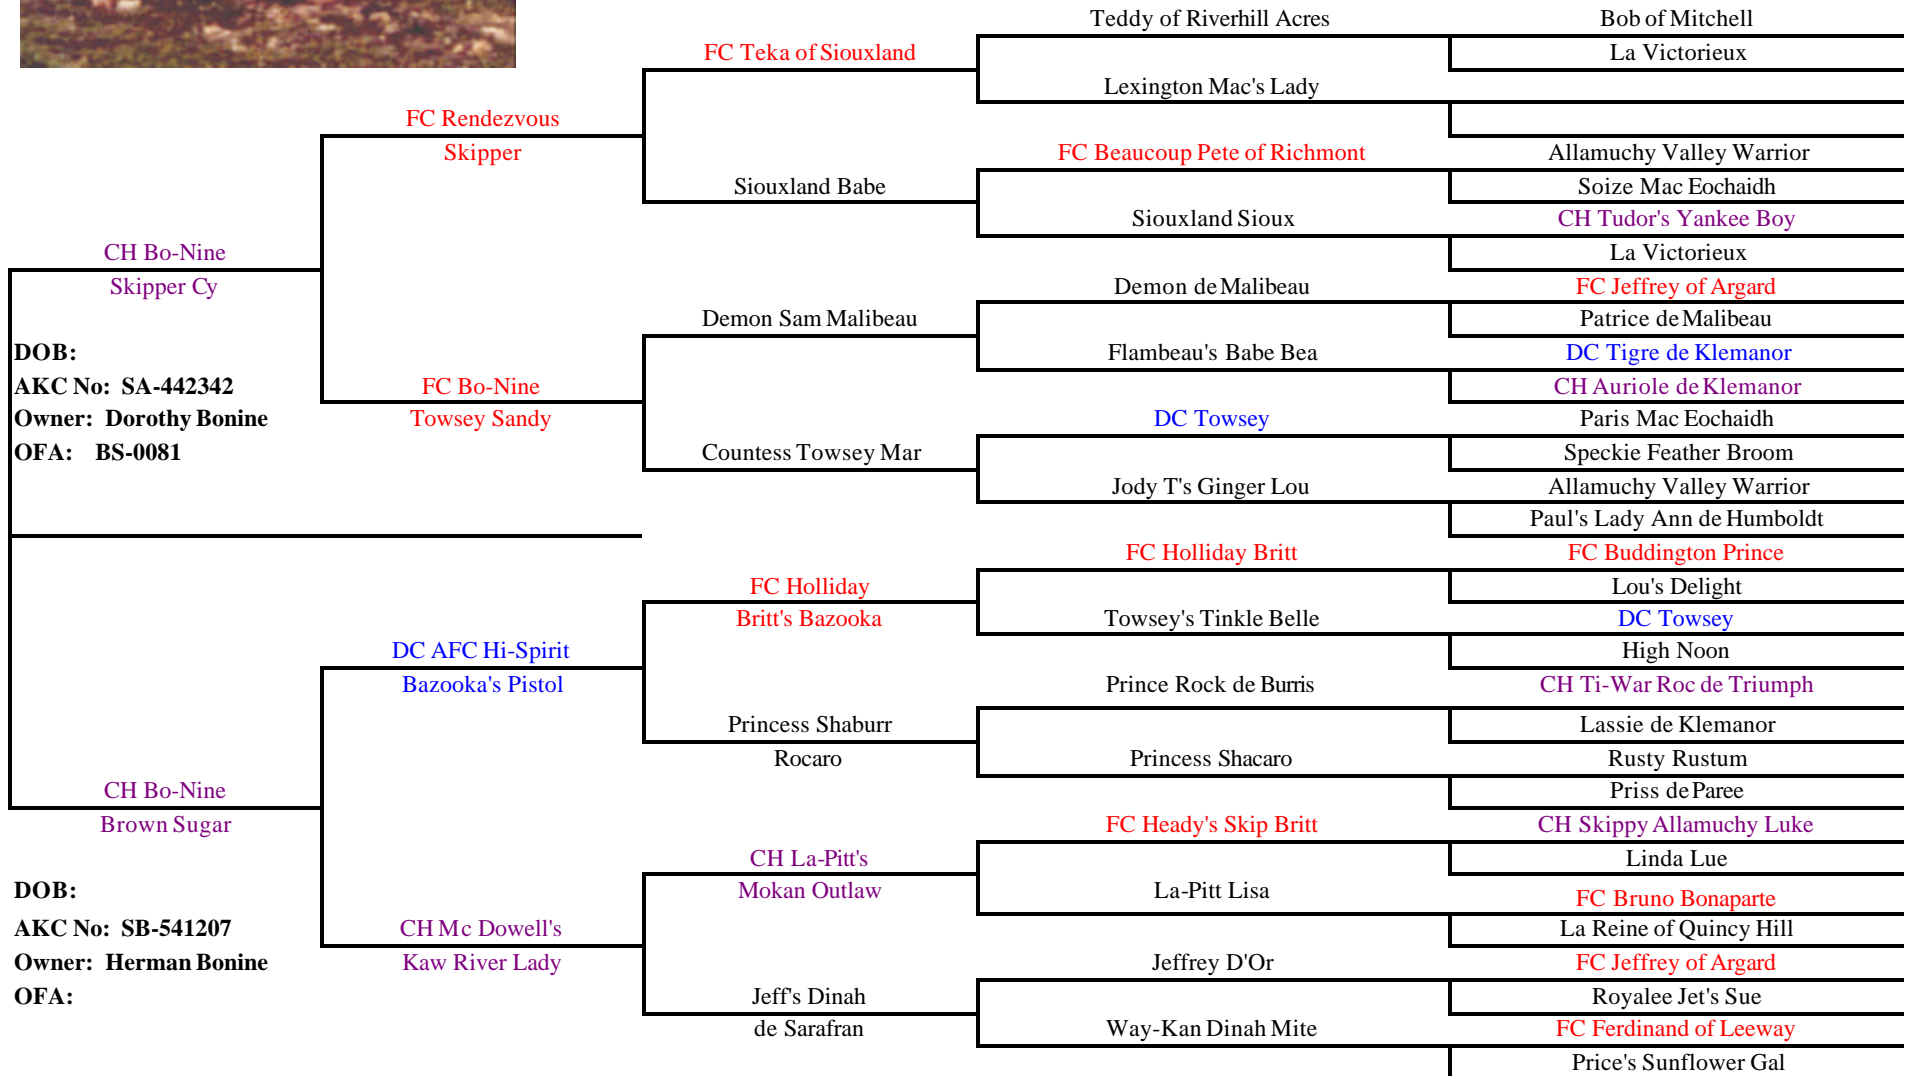 Teddy of Riverhill Acres
Bob of Mitchell
FC Teka of Siouxland
La Victorieux
Lexington Mac's Lady
FC Rendezvous
Skipper
FC Beaucoup Pete of Richmont
Allamuchy Valley Warrior
Siouxland Babe
Soize Mac Eochaidh
Siouxland Sioux
CH Tudor's Yankee Boy
CH Bo-Nine
La Victorieux
Skipper Cy
Demon de Malibeau
FC Jeffrey of Argard
Demon Sam Malibeau
Patrice de Malibeau
DOB:
Flambeau's Babe Bea
DC Tigre de Klemanor
AKC No: SA-442342
FC Bo-Nine
CH Auriole de Klemanor
Owner: Dorothy Bonine
Towsey Sandy
DC Towsey
Paris Mac Eochaidh
OFA: BS-0081
Countess Towsey Mar
Speckie Feather Broom
Jody T's Ginger Lou
Allamuchy Valley Warrior
Paul's Lady Ann de Humboldt
FC Holliday Britt
FC Buddington Prince
FC Holliday
Lou's Delight
Britt's Bazooka
Towsey's Tinkle Belle
DC Towsey
DC AFC Hi-Spirit
High Noon
Bazooka's Pistol
Prince Rock de Burris
CH Ti-War Roc de Triumph
Princess Shaburr
Lassie de Klemanor
Rocaro
Princess Shacaro
Rusty Rustum
CH Bo-Nine
Priss de Paree
Brown Sugar
FC Heady's Skip Britt
CH Skippy Allamuchy Luke
CH La-Pitt's
Linda Lue
DOB:
Mokan Outlaw
La-Pitt Lisa
FC Bruno Bonaparte
AKC No: SB-541207
CH Mc Dowell's
La Reine of Quincy Hill
Owner: Herman Bonine
Kaw River Lady
Jeffrey D'Or
FC Jeffrey of Argard
OFA:
Jeff's Dinah
Royalee Jet's Sue
de Sarafran
Way-Kan Dinah Mite
FC Ferdinand of Leeway
Price's Sunflower Gal